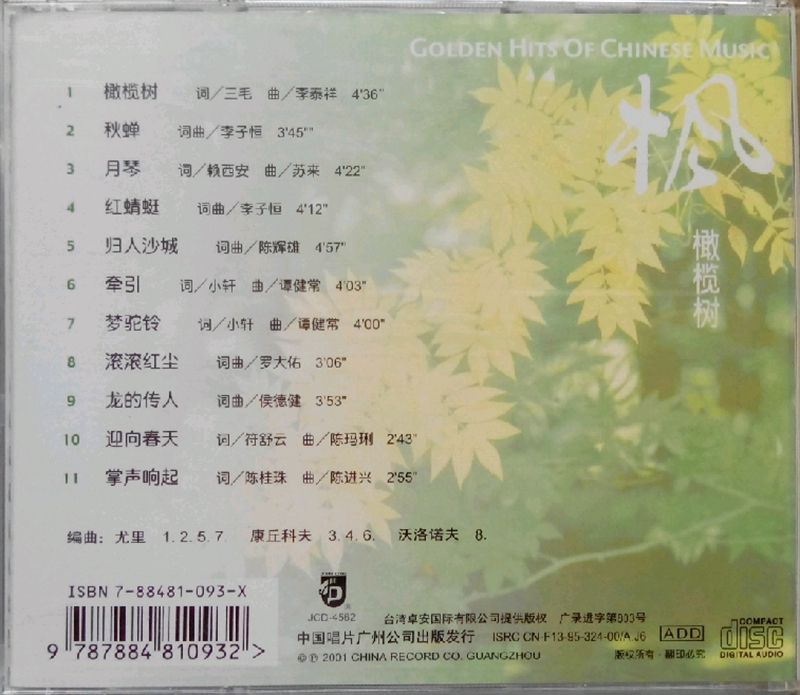 GOLDEN HITS OF CHINESE MUSIC
枫
橄榄树
1 橄榄树 词／三毛 曲／李泰祥 4'36"
2 秋蝉 词曲／李子恒 3'45""
3 月琴 词／赖西安 曲／苏来 4'22"
4 红蜻蜓 词曲／李子恒 4'12"
5 归人沙城 词曲／陈辉雄 4'57"
6 牵引 词／小轩 曲／谭健常 4'03"
7 梦驼铃 词／小轩 曲／谭健常 4'00"
8 滚滚红尘 词曲／罗大佑 3'06"
9 龙的传人 词曲／侯德健 3'53"
10 迎向春天 词／符舒云 曲／陈玛琍 2'43"
11 掌声响起 词／陈桂珠 曲／陈进兴 2'55"
编曲: 尤里 1. 2. 5. 7. 康丘科夫 3. 4. 6. 沃洛诺夫 8.
ISBN 7-88481-093-X
9 787884 810932 >
JCD-4562 台湾卓安国际有限公司提供版权 广录进字第803号
中国唱片广州公司出版发行 ISRC CN-F13-95-324-00/A.J6 ADD
COMPACT disc DIGITAL AUDIO
© ℗ 2001 CHINA RECORD CO. GUANGZHOU 版权所有·翻印必究